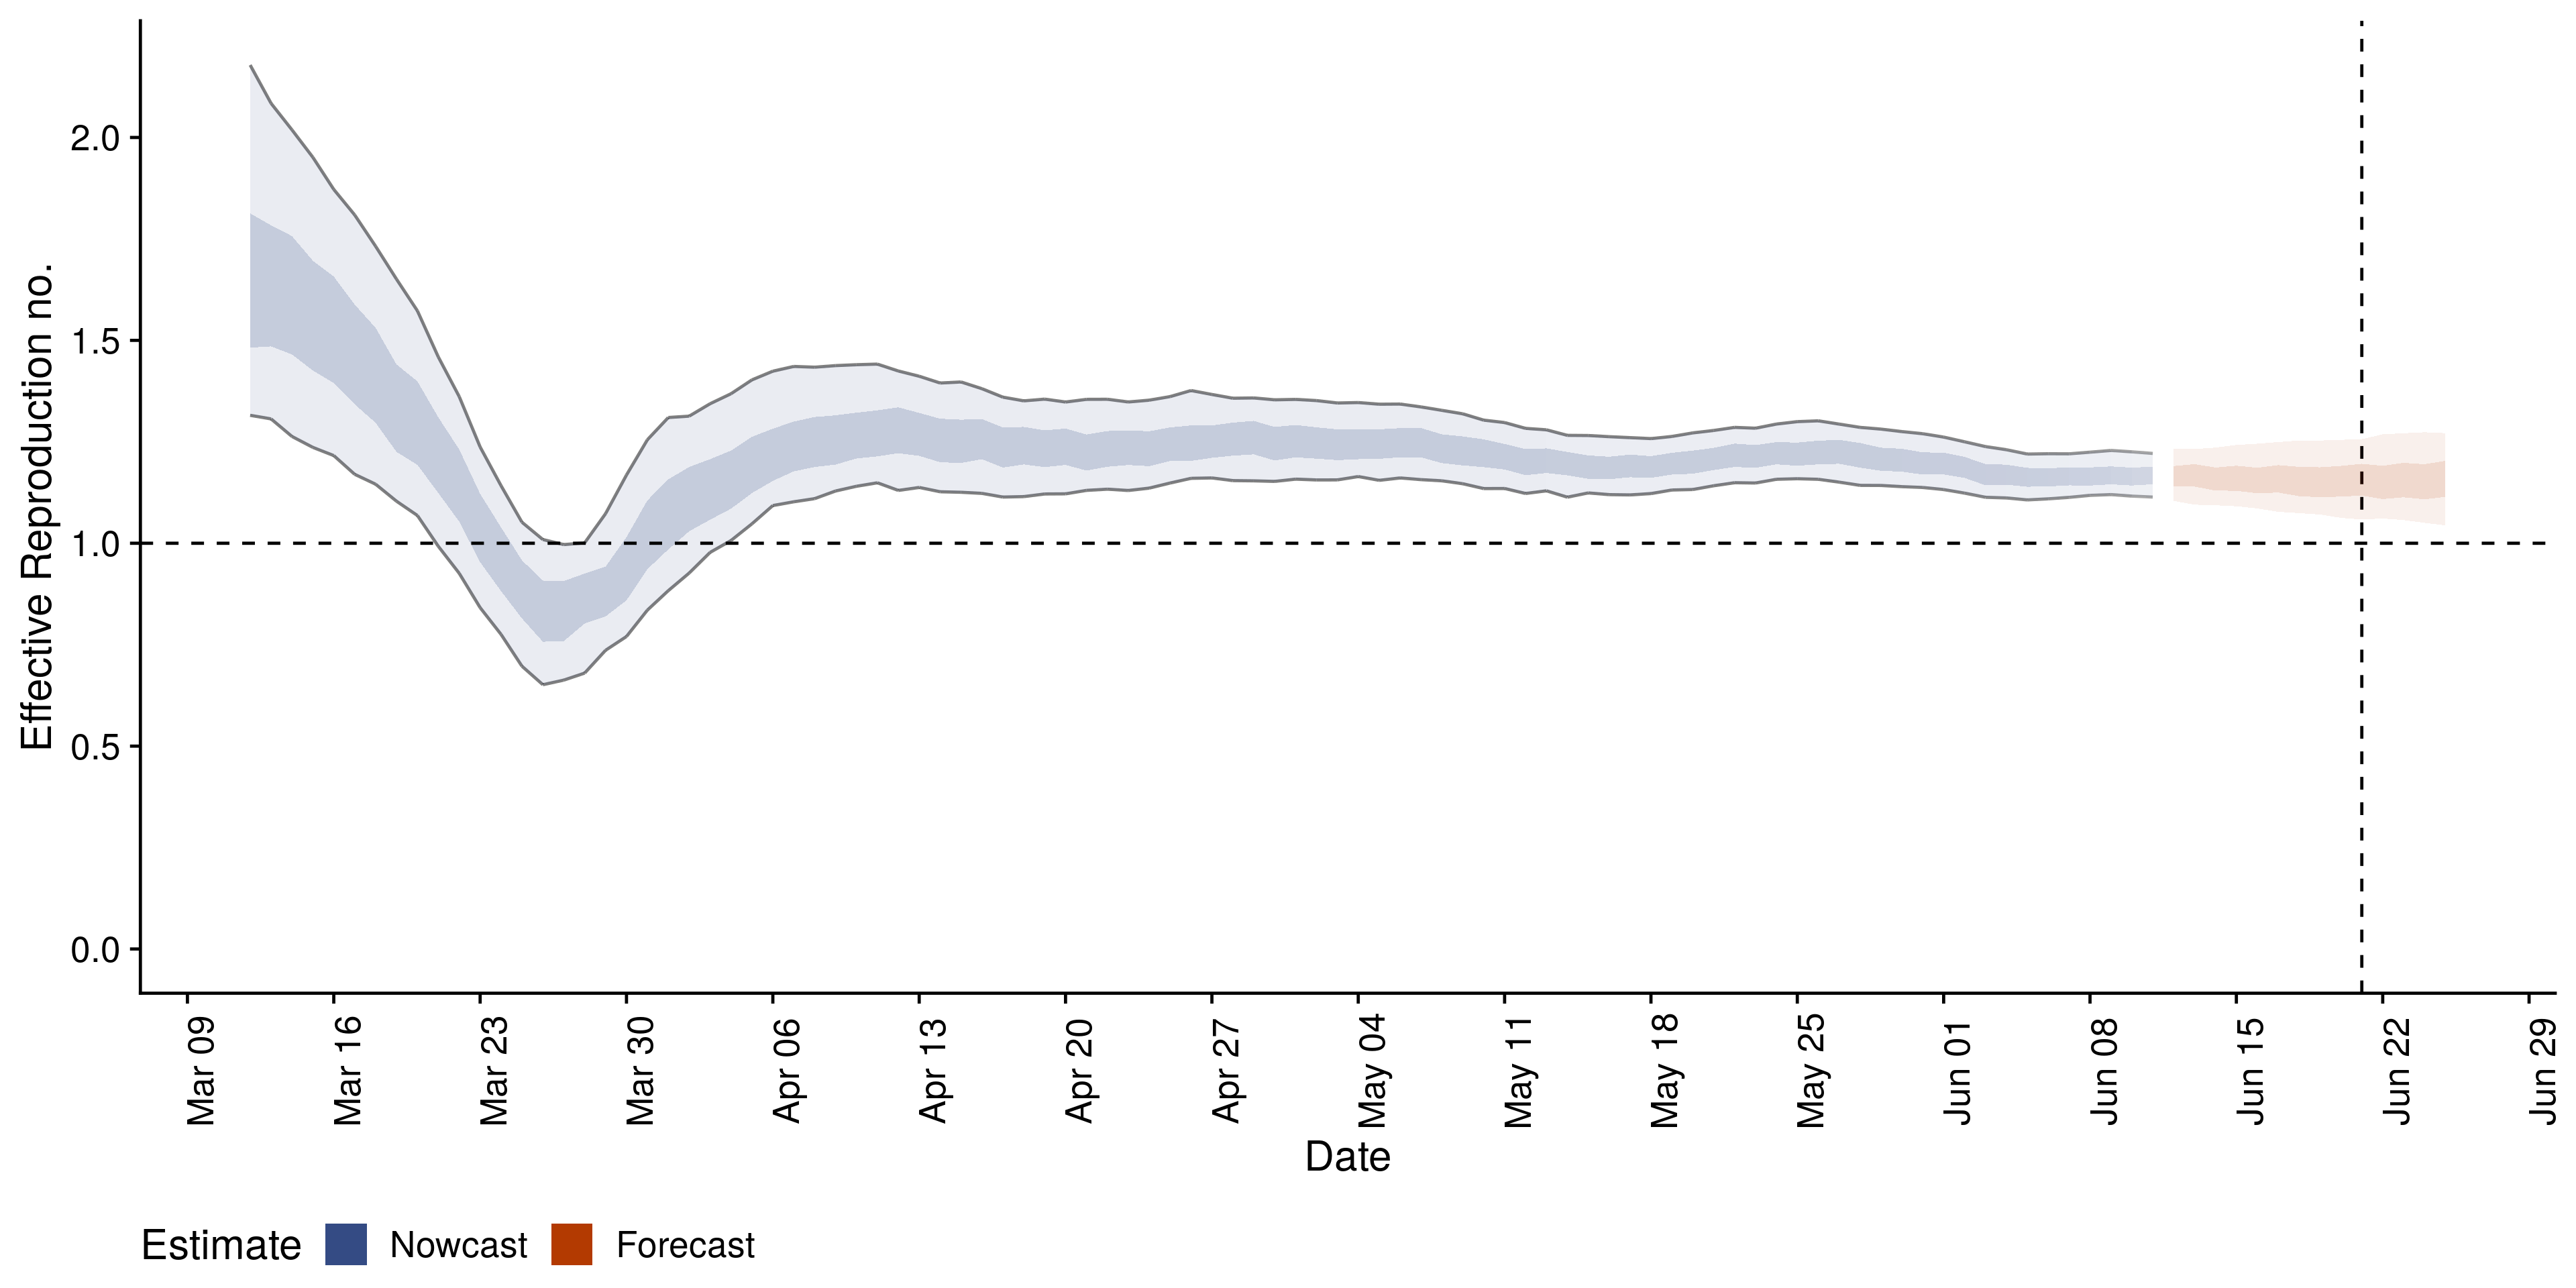 Effective Reproduction no.
2.0
1.5
1.0
0.5
0.0
Mar 09
Mar 16
Mar 23
Mar 30
Apr 06
Apr 13
Apr 20
Apr 27
May 04
May 11
May 18
May 25
Jun 01
Jun 08
Jun 15
Jun 22
Jun 29
Date
Estimate Nowcast Forecast